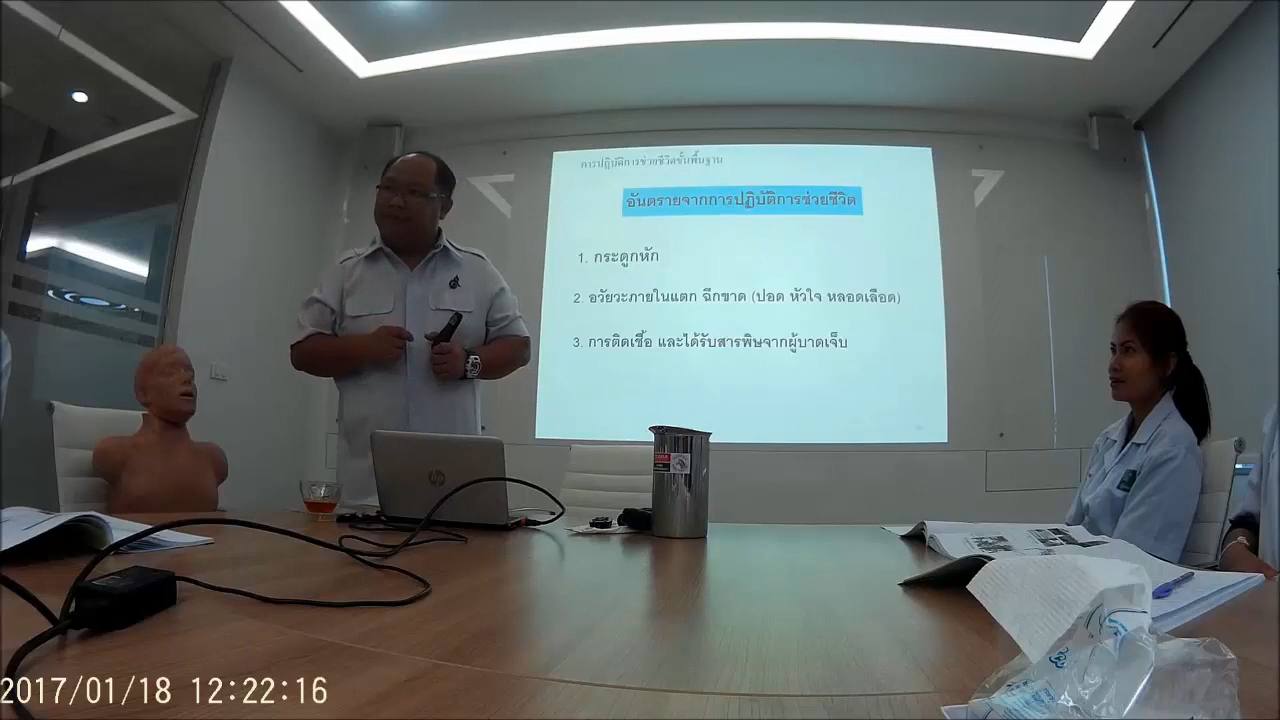 การปฏิบัติการช่วยชีวิตขั้นพื้นฐาน
อันตรายจากการปฏิบัติการช่วยชีวิต
1. กระดูกหัก
2. อวัยวะภายในแตก ฉีกขาด (ปอด หัวใจ หลอดเลือด)
3. การติดเชื้อ และได้รับสารพิษจากผู้บาดเจ็บ
hp
2017/01/18 12:22:16